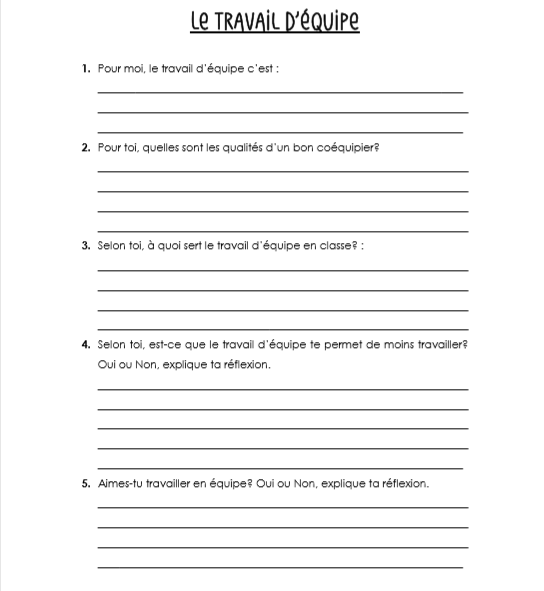 Le TRAVAIL D'ÉQUIPE
1. Pour moi, le travail d'équipe c'est :
2. Pour toi, quelles sont les qualités d'un bon coéquipier?
3. Selon toi, à quoi sert le travail d'équipe en classe? :
4. Selon toi, est-ce que le travail d'équipe te permet de moins travailler?
Oui ou Non, explique ta réflexion.
5. Aimes-tu travailler en équipe? Oui ou Non, explique ta réflexion.